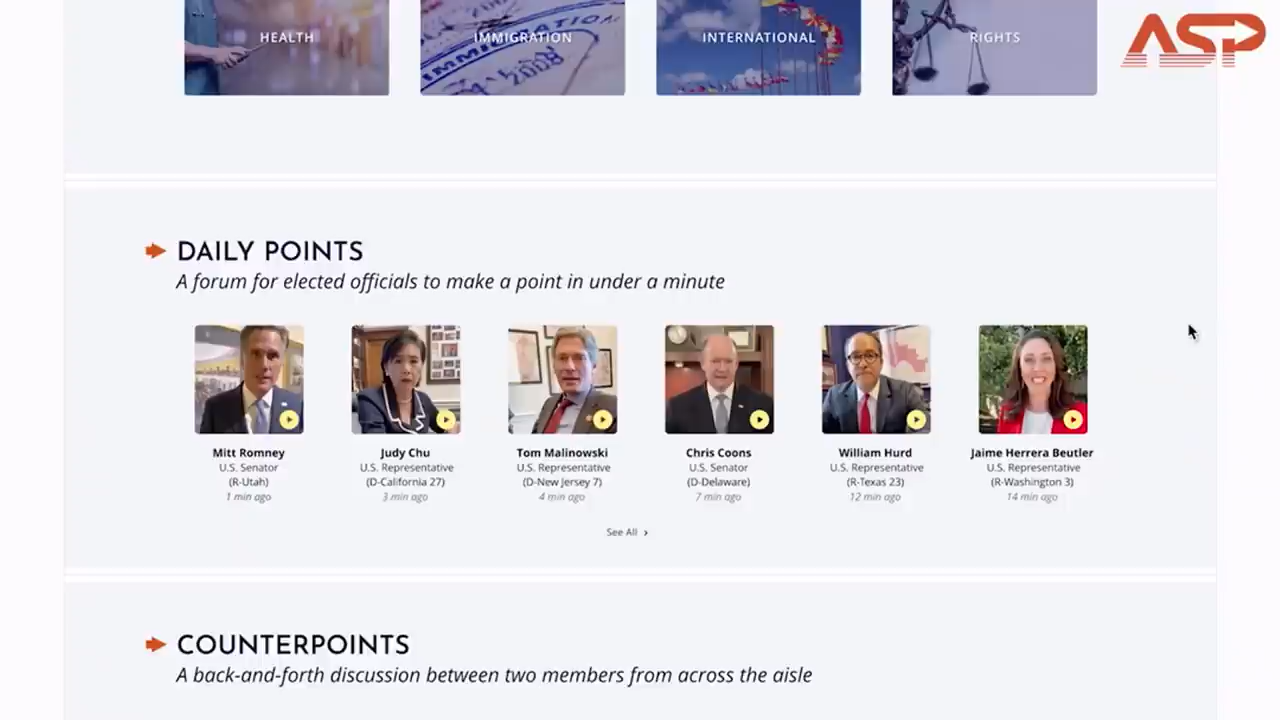 ASP
HEALTH
IMMIGRATION
INTERNATIONAL
RIGHTS
IMMIGRATION
2008
DAILY POINTS
A forum for elected officials to make a point in under a minute
Mitt Romney
U.S. Senator
(R-Utah)
1 min ago
Judy Chu
U.S. Representative
(D-California 27)
3 min ago
Tom Malinowski
U.S. Representative
(D-New Jersey 7)
4 min ago
Chris Coons
U.S. Senator
(D-Delaware)
7 min ago
William Hurd
U.S. Representative
(R-Texas 23)
12 min ago
Jaime Herrera Beutler
U.S. Representative
(R-Washington 3)
14 min ago
See All ›
COUNTERPOINTS
A back-and-forth discussion between two members from across the aisle